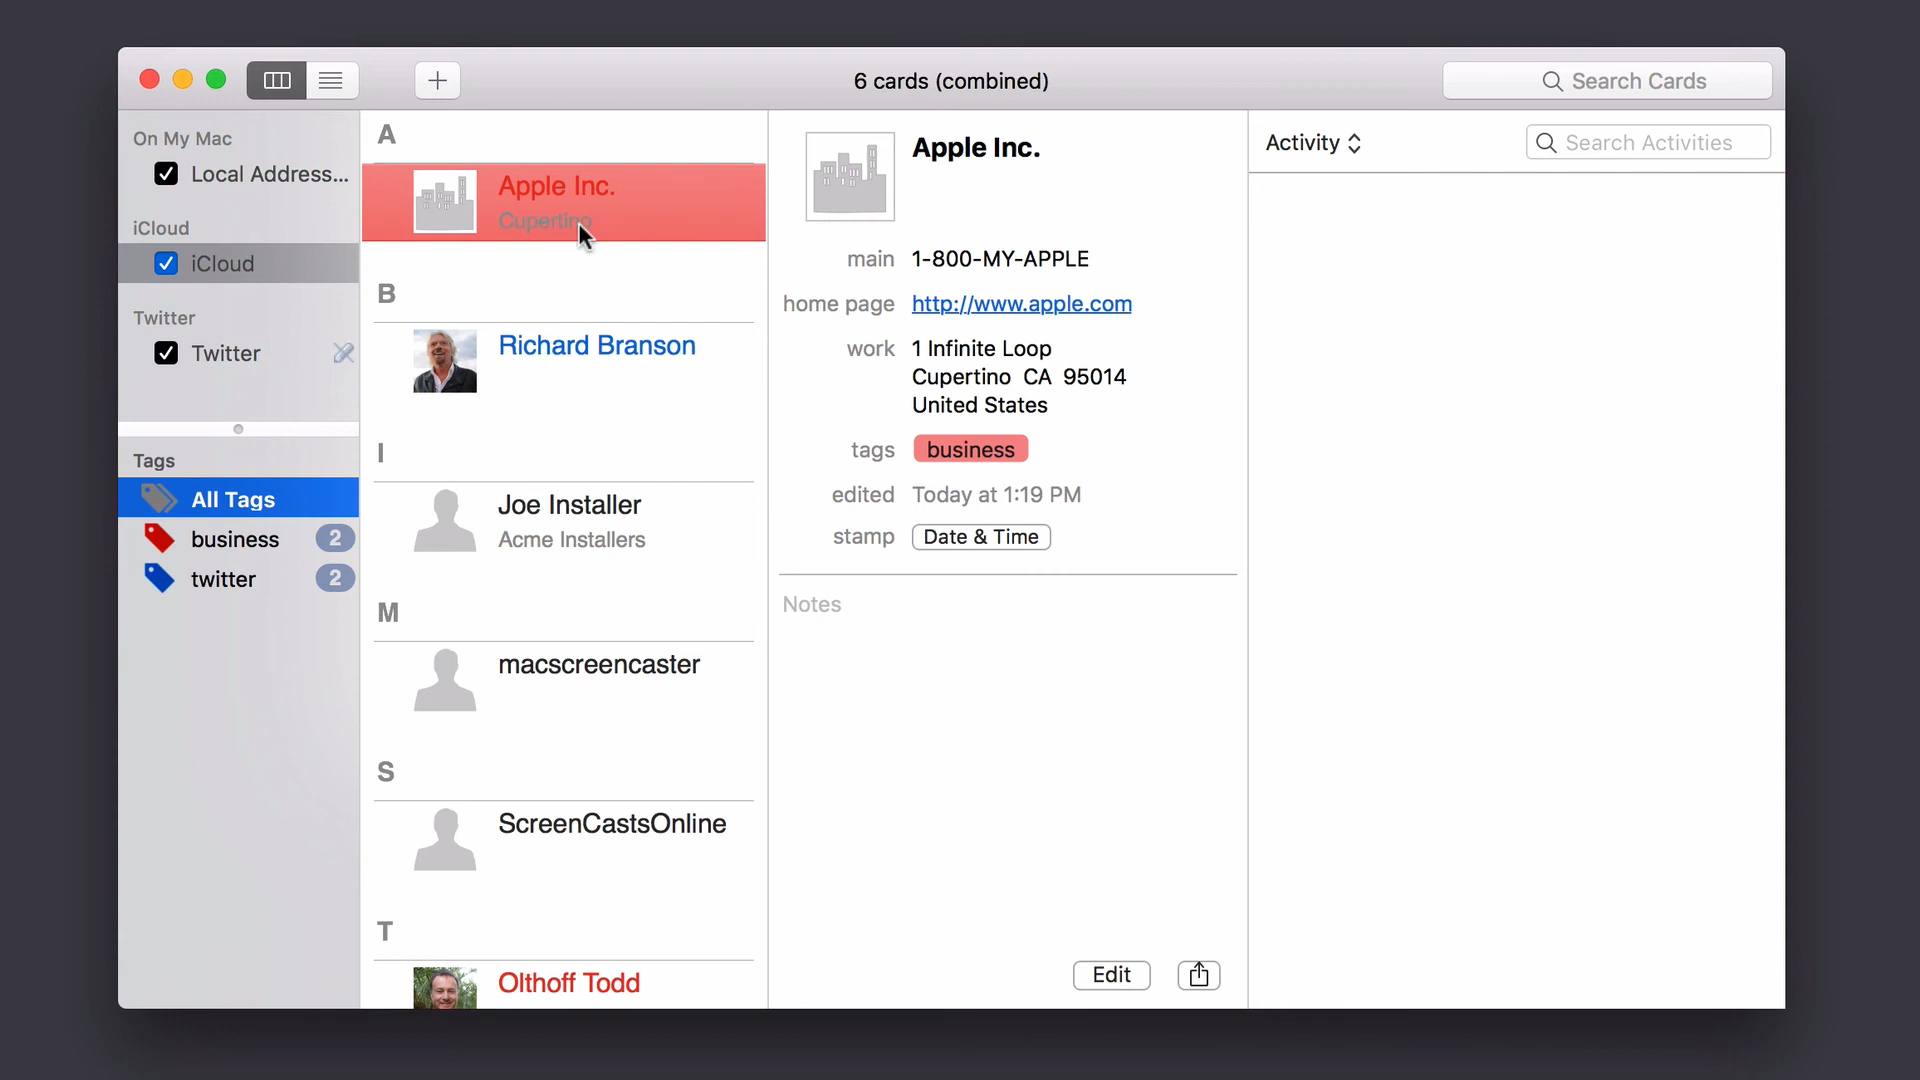 6 cards (combined)
Search Cards
On My Mac
Local Address...
iCloud
iCloud
Twitter
Twitter
Tags
All Tags
business 2
twitter 2
A
Apple Inc.
Cupertino
B
Richard Branson
I
Joe Installer
Acme Installers
M
macscreencaster
S
ScreenCastsOnline
T
Olthoff Todd
Apple Inc.
main 1-800-MY-APPLE
home page http://www.apple.com
work 1 Infinite Loop
Cupertino CA 95014
United States
tags business
edited Today at 1:19 PM
stamp Date & Time
Notes
Edit
Activity
Search Activities